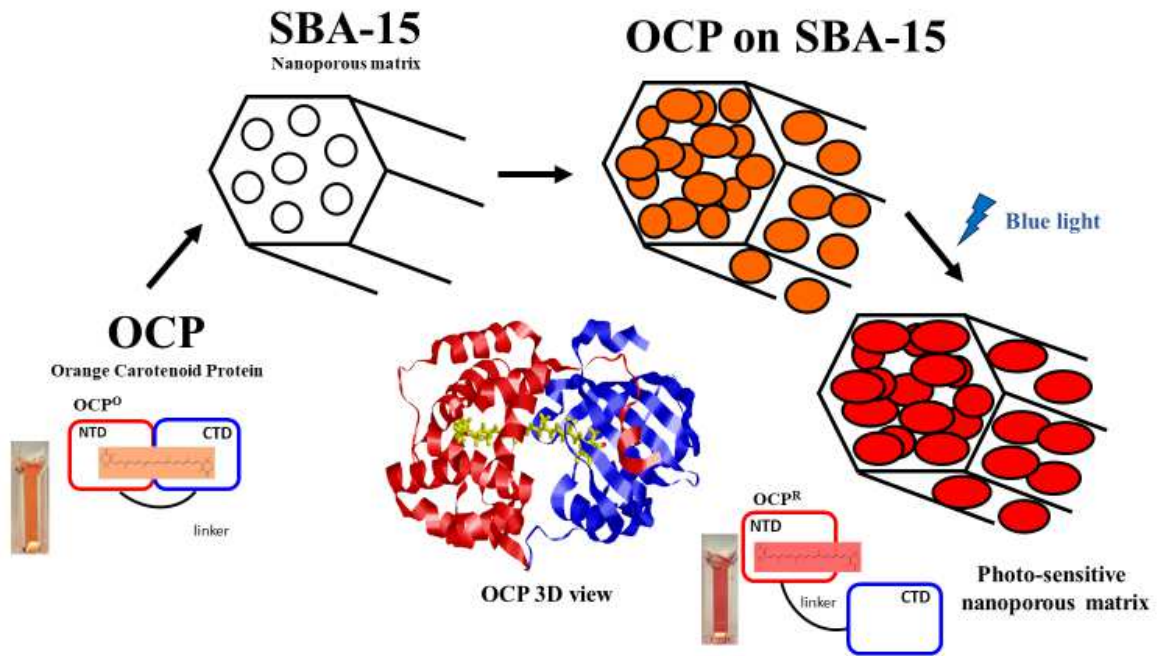 SBA-15
Nanoporous matrix
OCP on SBA-15
Blue light
OCP
Orange Carotenoid Protein
OCPᴼ
NTD
CTD
linker
OCP 3D view
OCPᴿ
NTD
linker
CTD
Photo-sensitive
nanoporous matrix